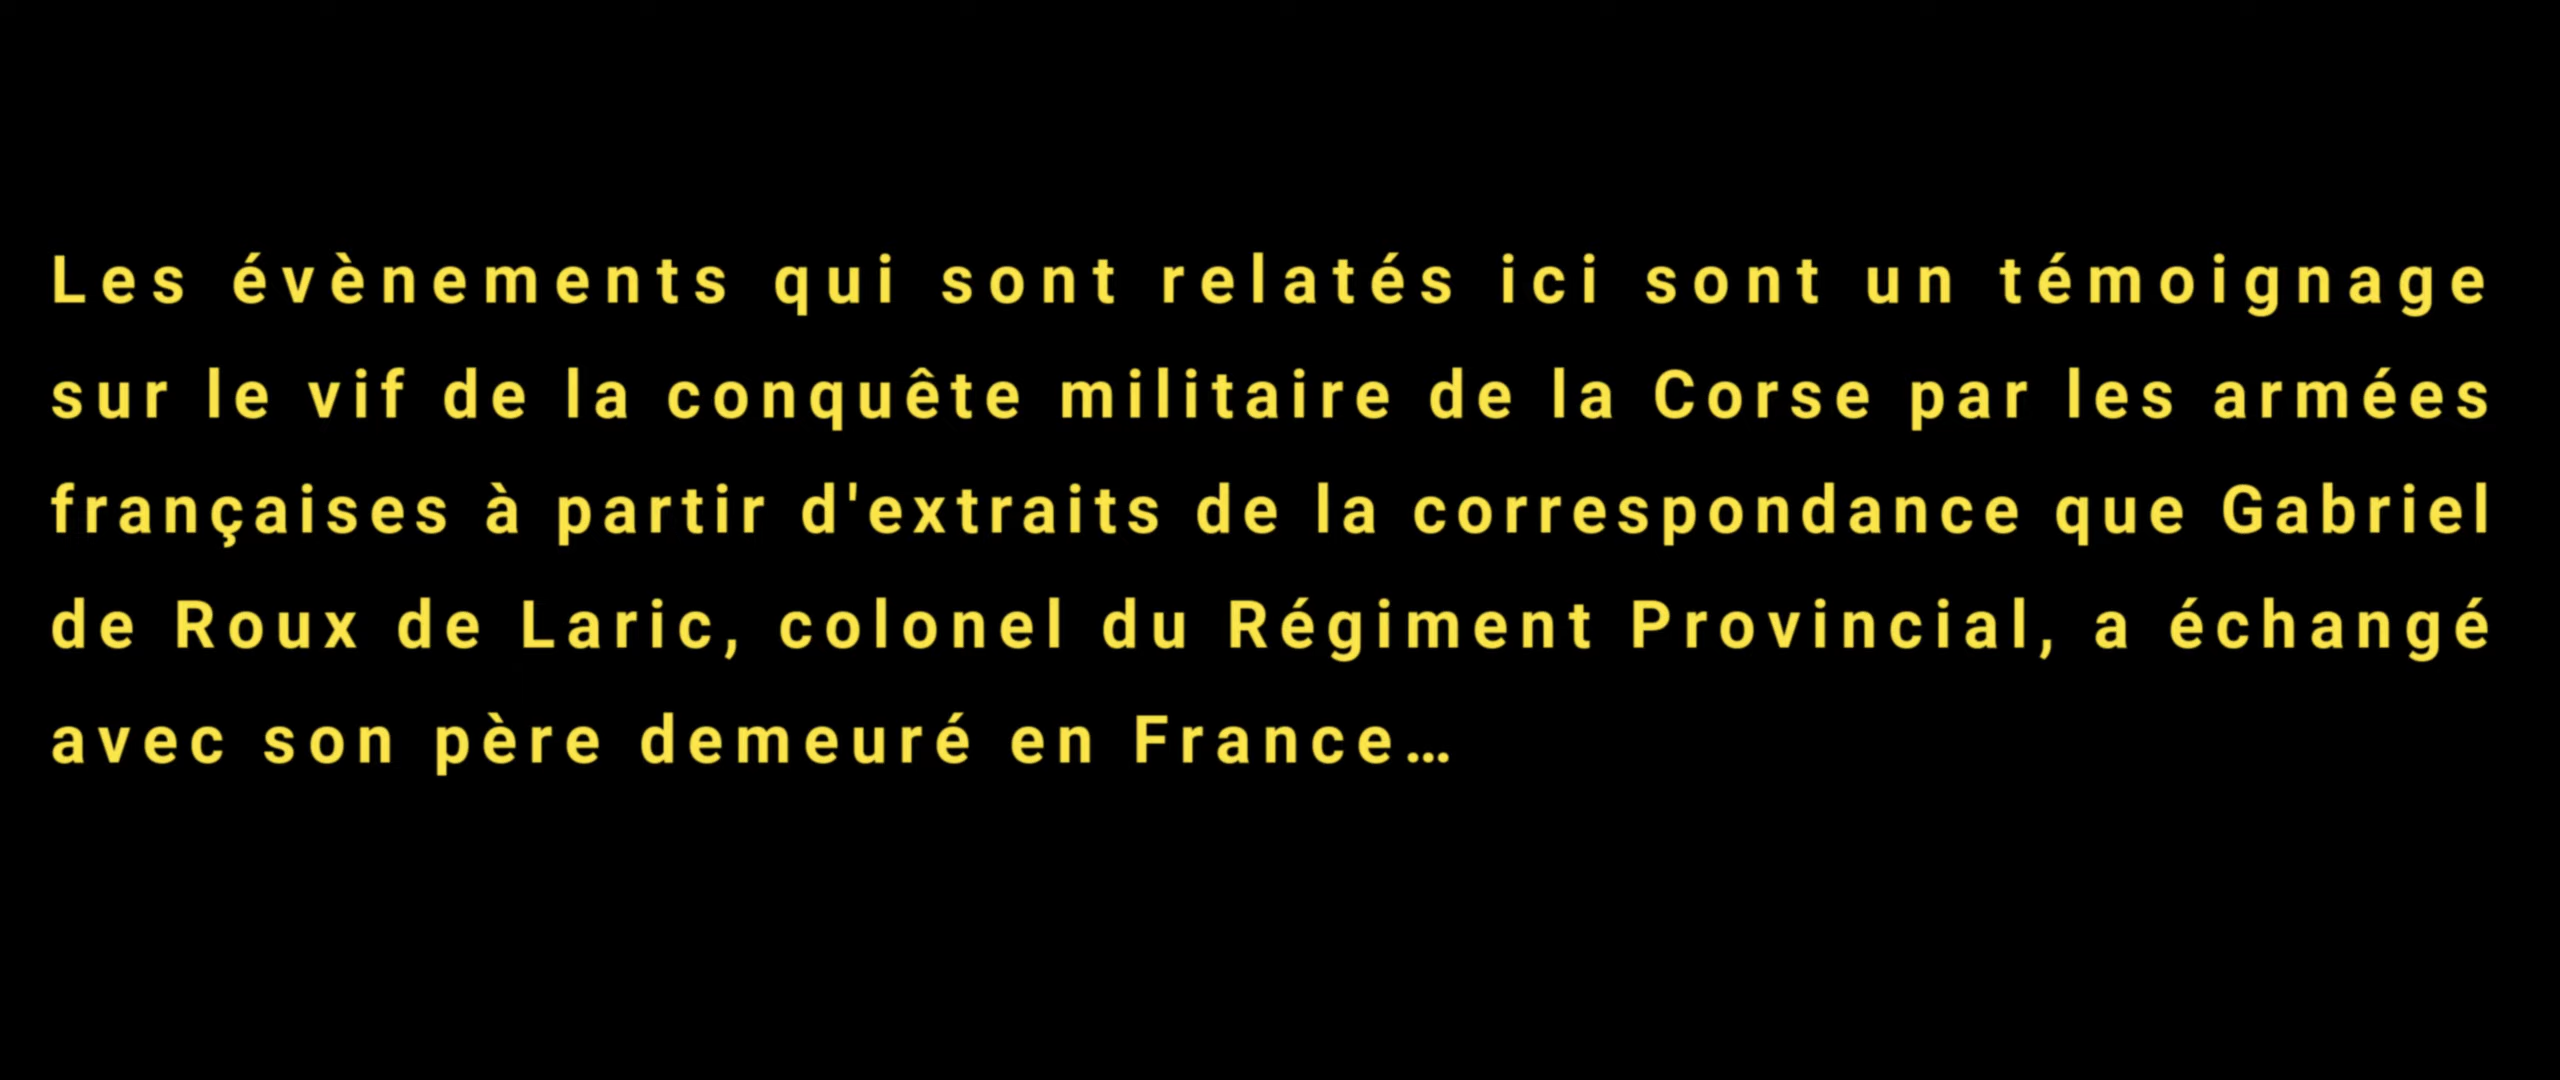 Les évènements qui sont relatés ici sont un témoignage
sur le vif de la conquête militaire de la Corse par les armées
françaises à partir d'extraits de la correspondance que Gabriel
de Roux de Laric, colonel du Régiment Provincial, a échangé
avec son père demeuré en France…